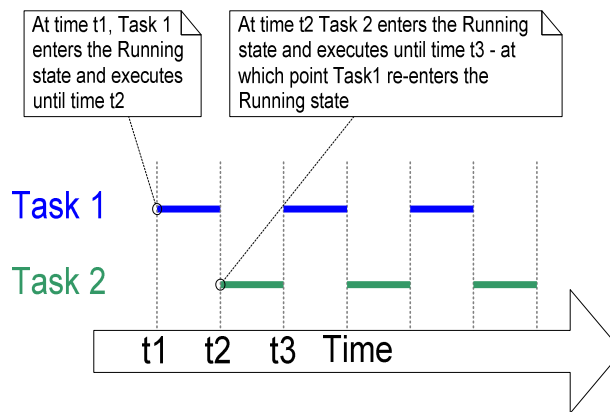 At time t1, Task 1
enters the Running
state and executes
until time t2
At time t2 Task 2 enters the Running
state and executes until time t3 - at
which point Task1 re-enters the
Running state
Task 1
Task 2
t1 t2 t3 Time